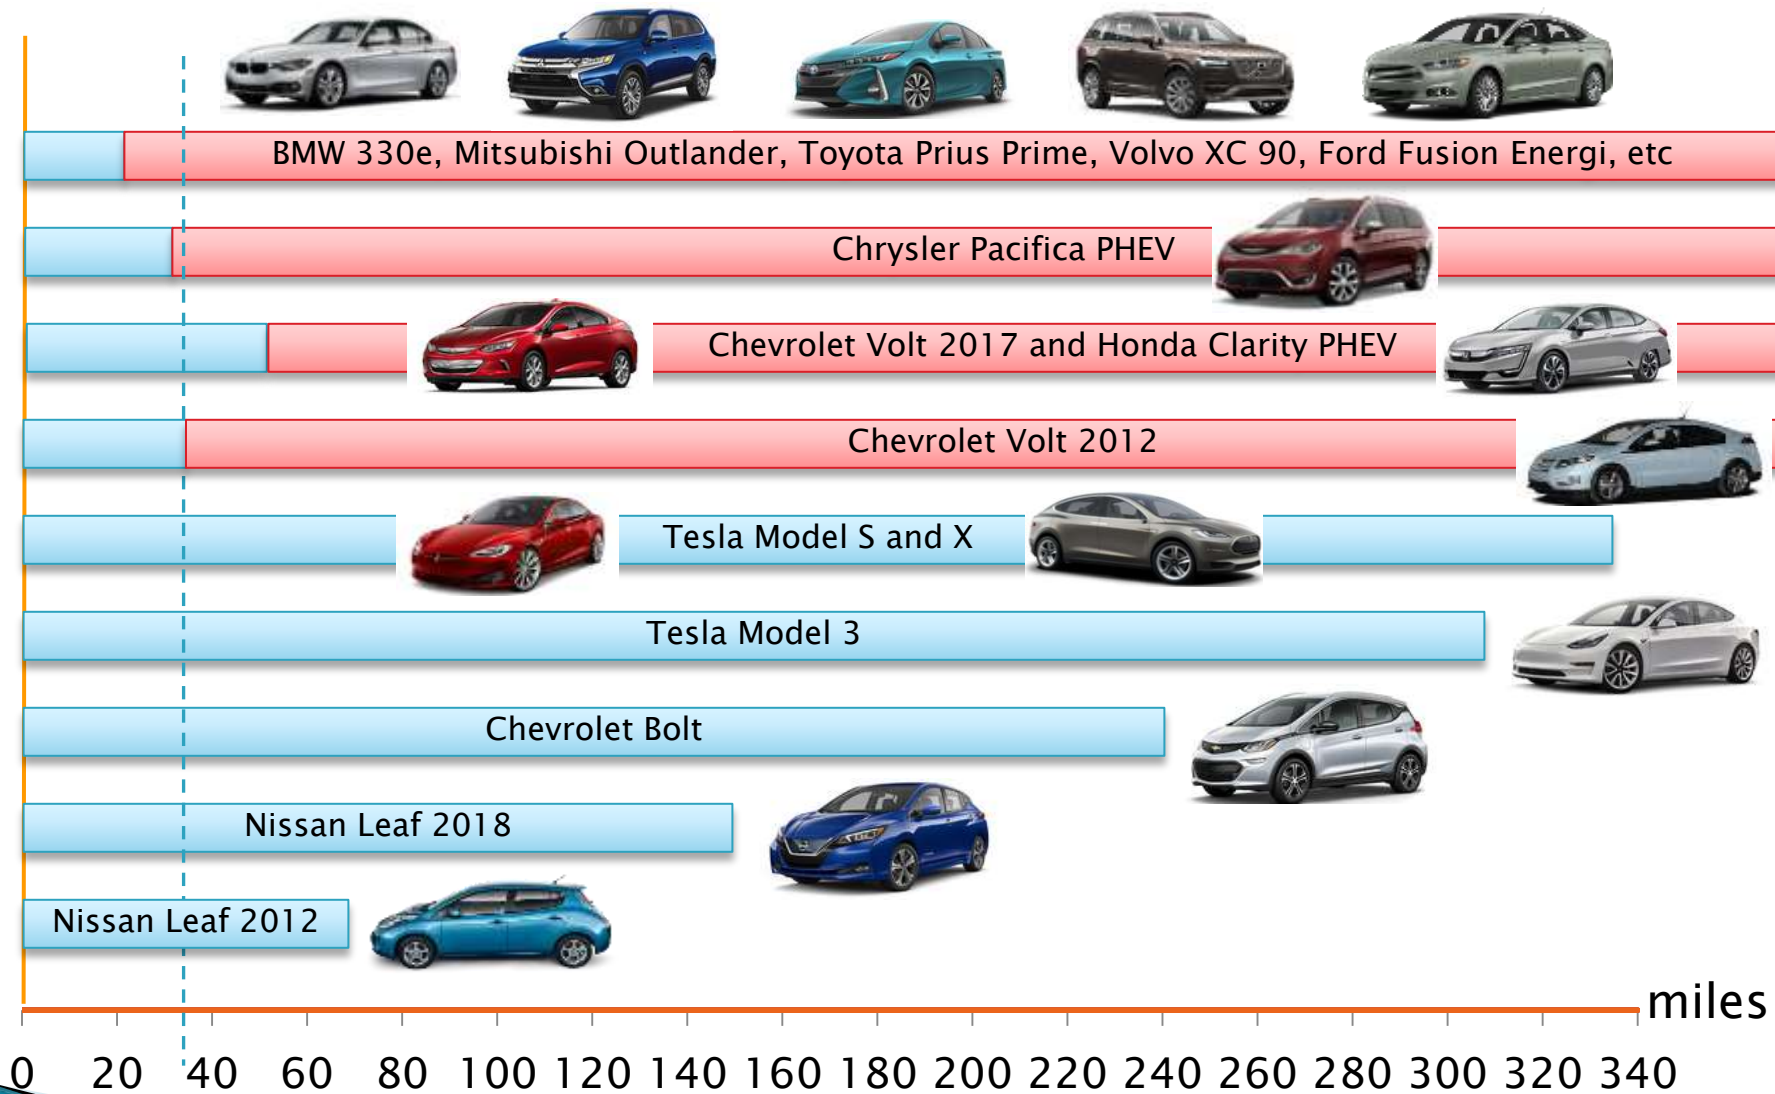 BMW 330e, Mitsubishi Outlander, Toyota Prius Prime, Volvo XC 90, Ford Fusion Energi, etc
Chrysler Pacifica PHEV
Chevrolet Volt 2017 and Honda Clarity PHEV
Chevrolet Volt 2012
Tesla Model S and X
Tesla Model 3
Chevrolet Bolt
Nissan Leaf 2018
Nissan Leaf 2012
miles
0 20 40 60 80 100 120 140 160 180 200 220 240 260 280 300 320 340